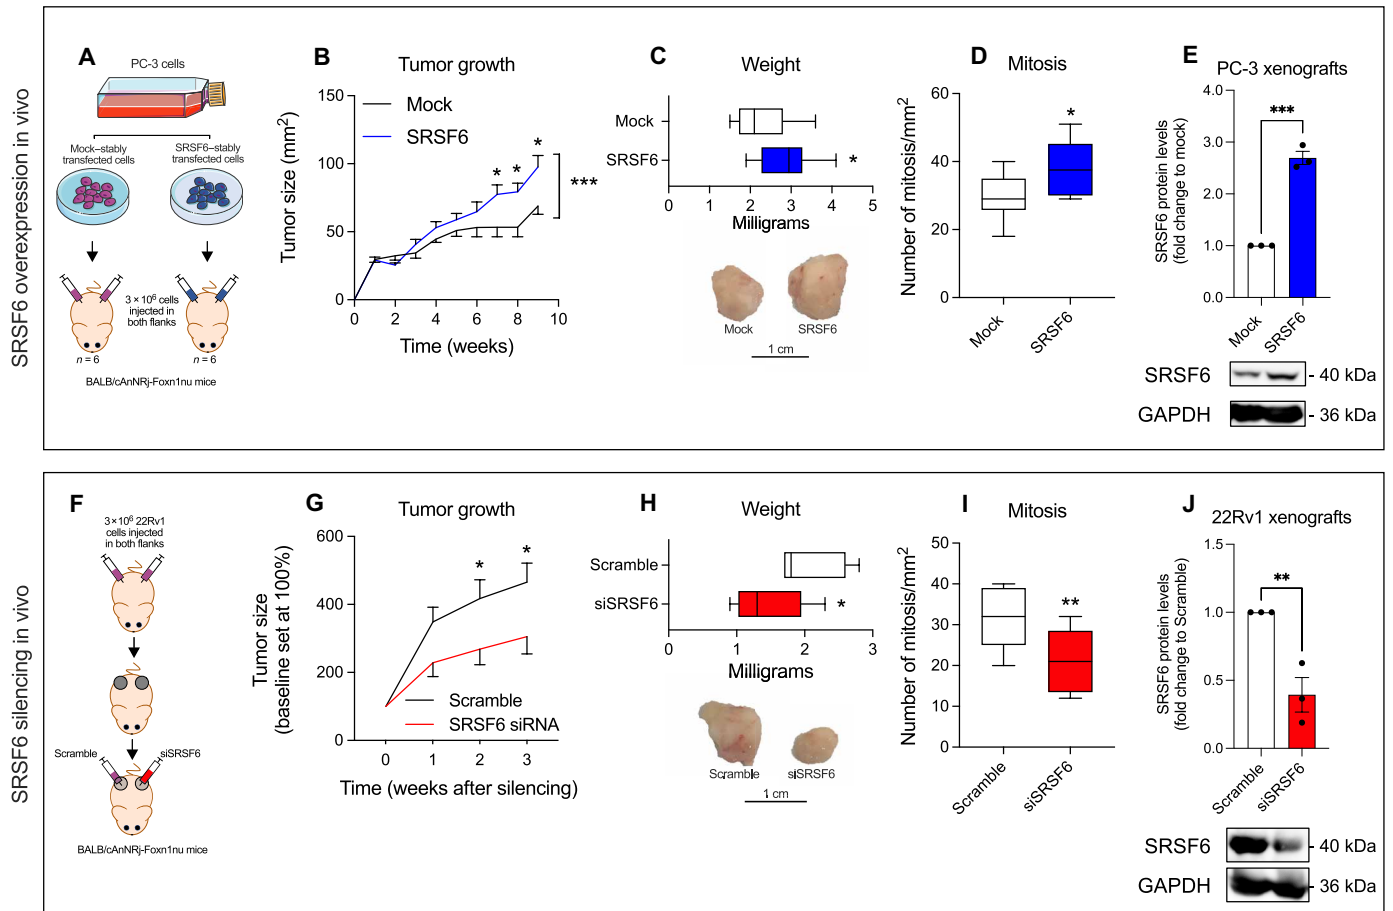 SRSF6 overexpression in vivo
A
PC-3 cells
Mock–stably
transfected cells
SRSF6–stably
transfected cells
3 × 10⁶ cells
injected in
both flanks
n = 6
n = 6
BALB/cAnNRj-Foxn1nu mice
B
Tumor growth
Tumor size (mm²)
150
100
50
0
Mock
SRSF6
*
*
*
***
0
2
4
6
8
10
Time (weeks)
C
Weight
Mock
SRSF6
*
0
1
2
3
4
5
Milligrams
Mock
SRSF6
1 cm
D
Mitosis
Number of mitosis/mm²
60
40
20
0
*
Mock
SRSF6
E
PC-3 xenografts
SRSF6 protein levels
(fold change to mock)
4.0
3.0
2.0
1.0
0.0
***
Mock
SRSF6
SRSF6
- 40 kDa
GAPDH
- 36 kDa
SRSF6 silencing in vivo
F
3 × 10⁶ 22Rv1
cells injected
in both flanks
Scramble
siSRSF6
BALB/cAnNRj-Foxn1nu mice
G
Tumor growth
Tumor size
(baseline set at 100%)
600
400
200
0
*
*
Scramble
SRSF6 siRNA
0
1
2
3
Time (weeks after silencing)
H
Weight
Scramble
siSRSF6
*
0
1
2
3
Milligrams
Scramble
siSRSF6
1 cm
I
Mitosis
Number of mitosis/mm²
50
40
30
20
10
0
**
Scramble
siSRSF6
J
22Rv1 xenografts
SRSF6 protein levels
(fold change to Scramble)
1.5
1.0
0.5
0.0
**
Scramble
siSRSF6
SRSF6
- 40 kDa
GAPDH
- 36 kDa